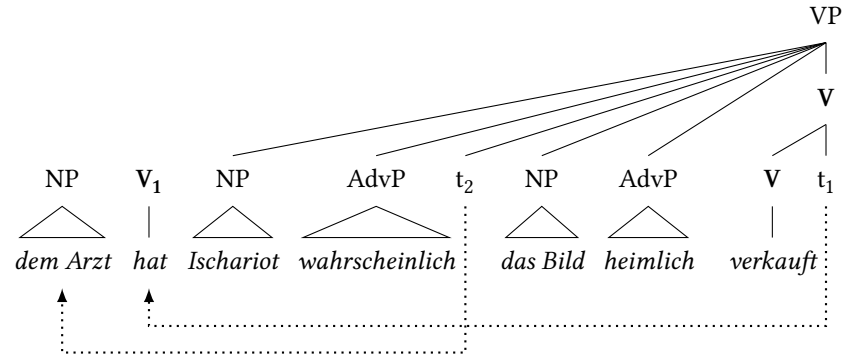 VP
V
NP V₁ NP AdvP t₂ NP AdvP V t₁
dem Arzt hat Ischariot wahrscheinlich das Bild heimlich verkauft